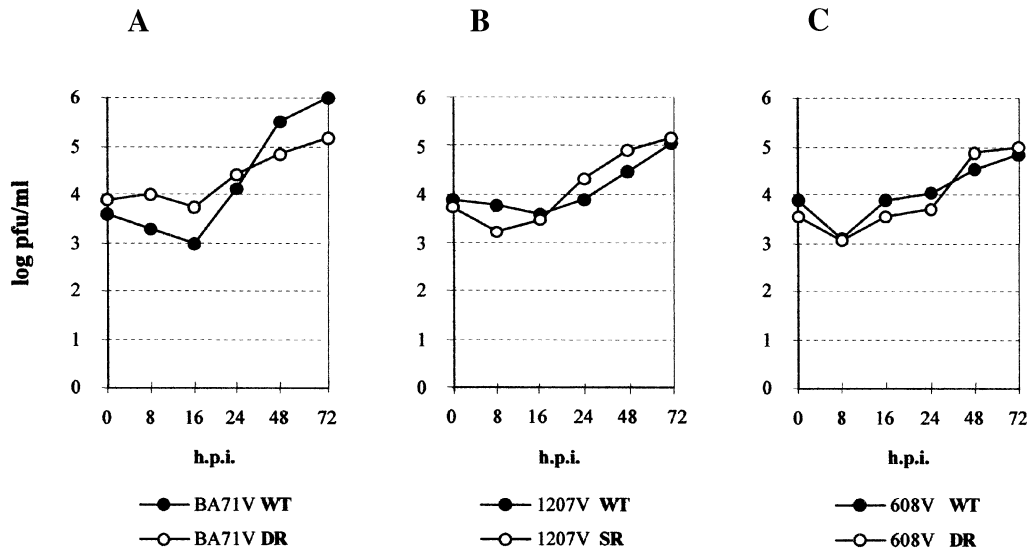 A B C
log pfu/ml
6 6 6
5 5 5
4 4 4
3 3 3
2 2 2
1 1 1
0 0 0
0 8 16 24 48 72 0 8 16 24 48 72 0 8 16 24 48 72
h.p.i. h.p.i. h.p.i.
BA71V WT 1207V WT 608V WT
BA71V DR 1207V SR 608V DR